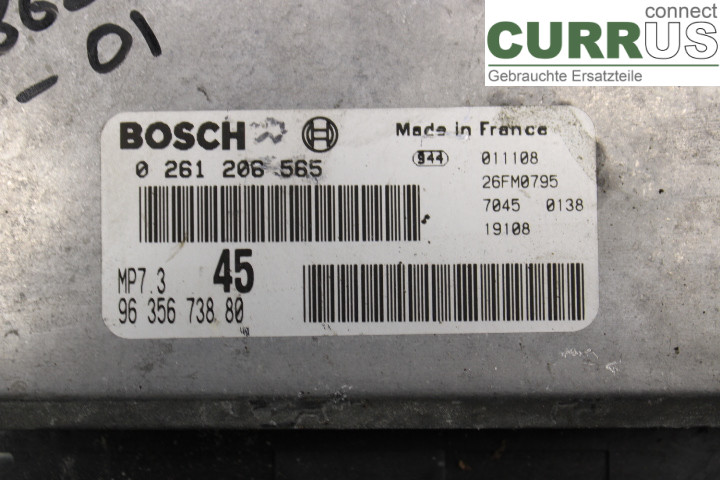 connect
CURRUS
Gebrauchte Ersatzteile
- 01
BOSCH
Made in France
0 261 206 565
S44
011108
26FM0795
7045 0138
19108
MP7.3
45
96 356 738 80